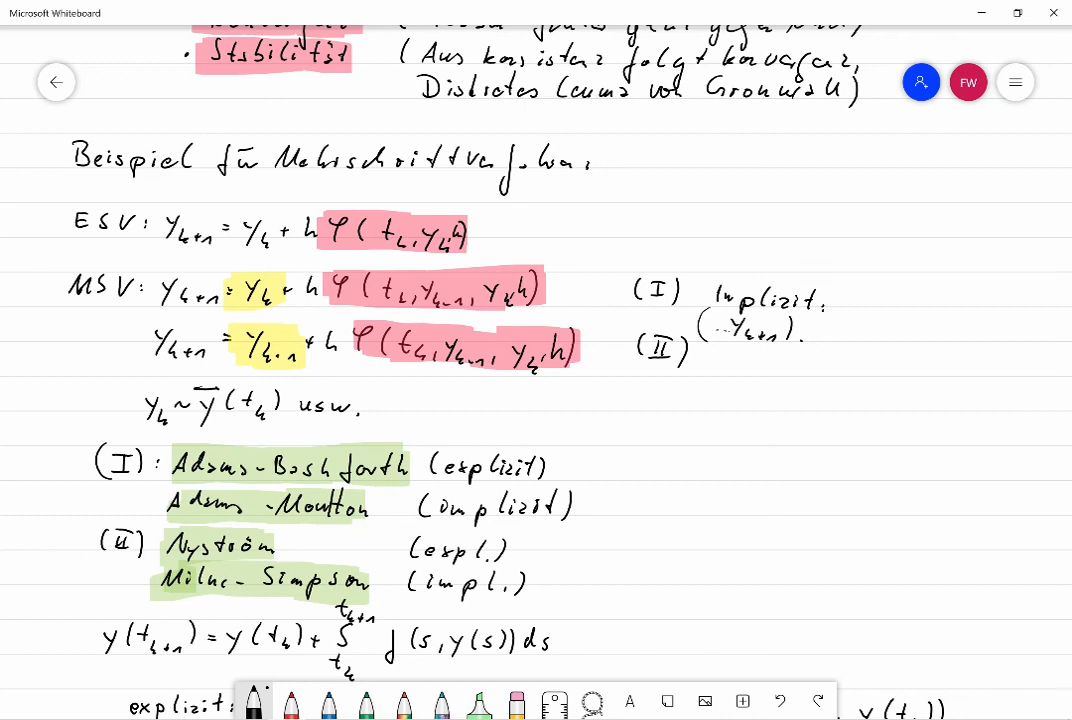 Microsoft Whiteboard
• Stabilität (Aus Konsistenz folgt Konvergenz,
FW
Diskretes Lemma von Gronwall)
Beispiel für Mehrschrittverfahren:
ESV: y_{k+1} = y_k + h φ(t_k, y_k, h)
MSV: y_{k+1} = y_k + h φ(t_k, y_{k-1}, y_k, h) (I) Implizit:
y_{k+1} = y_{k-1} + h φ(t_k, y_{k-1}, y_k, h) (II) (...y_{k+1}).
y_k ~ y̅(t_k) usw.
(I): Adams-Bashforth (explizit)
Adams-Moulton (implizit)
(II) Nyström (expl.)
Milne-Simpson (impl.)
y(t_{k+1}) = y(t_k) + ∫_{t_k}^{t_{k+1}} f(s, y(s)) ds
explizit:
A